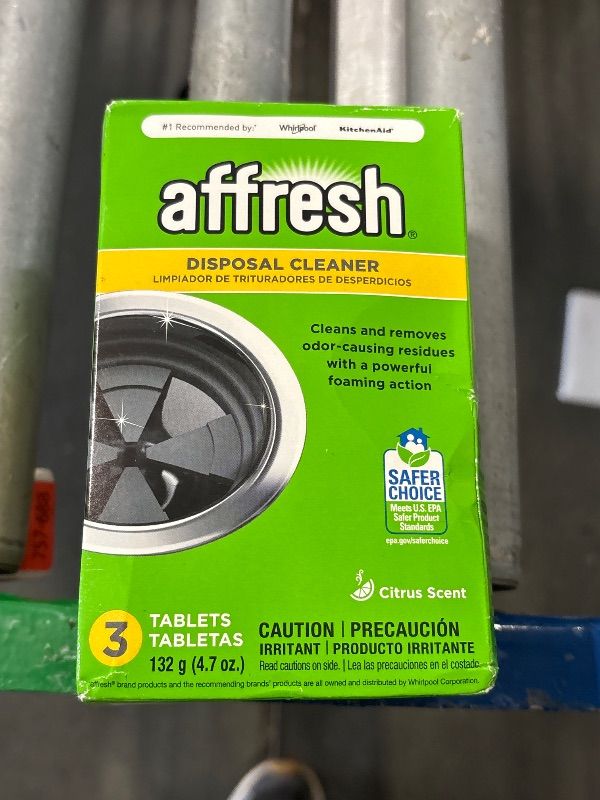 #1 Recommended by:* Whirlpool KitchenAid
affresh®
DISPOSAL CLEANER
LIMPIADOR DE TRITURADORES DE DESPERDICIOS
Cleans and removes
odor-causing residues
with a powerful
foaming action
SAFER
CHOICE
Meets U.S. EPA
Safer Product
Standards
epa.gov/saferchoice
Citrus Scent
3 TABLETS
TABLETAS
132 g (4.7 oz.)
CAUTION | PRECAUCIÓN
IRRITANT | PRODUCTO IRRITANTE
Read cautions on side. | Lea las precauciones en el costado.
affresh® brand products and the recommending brands' products are all owned and distributed by Whirlpool Corporation.